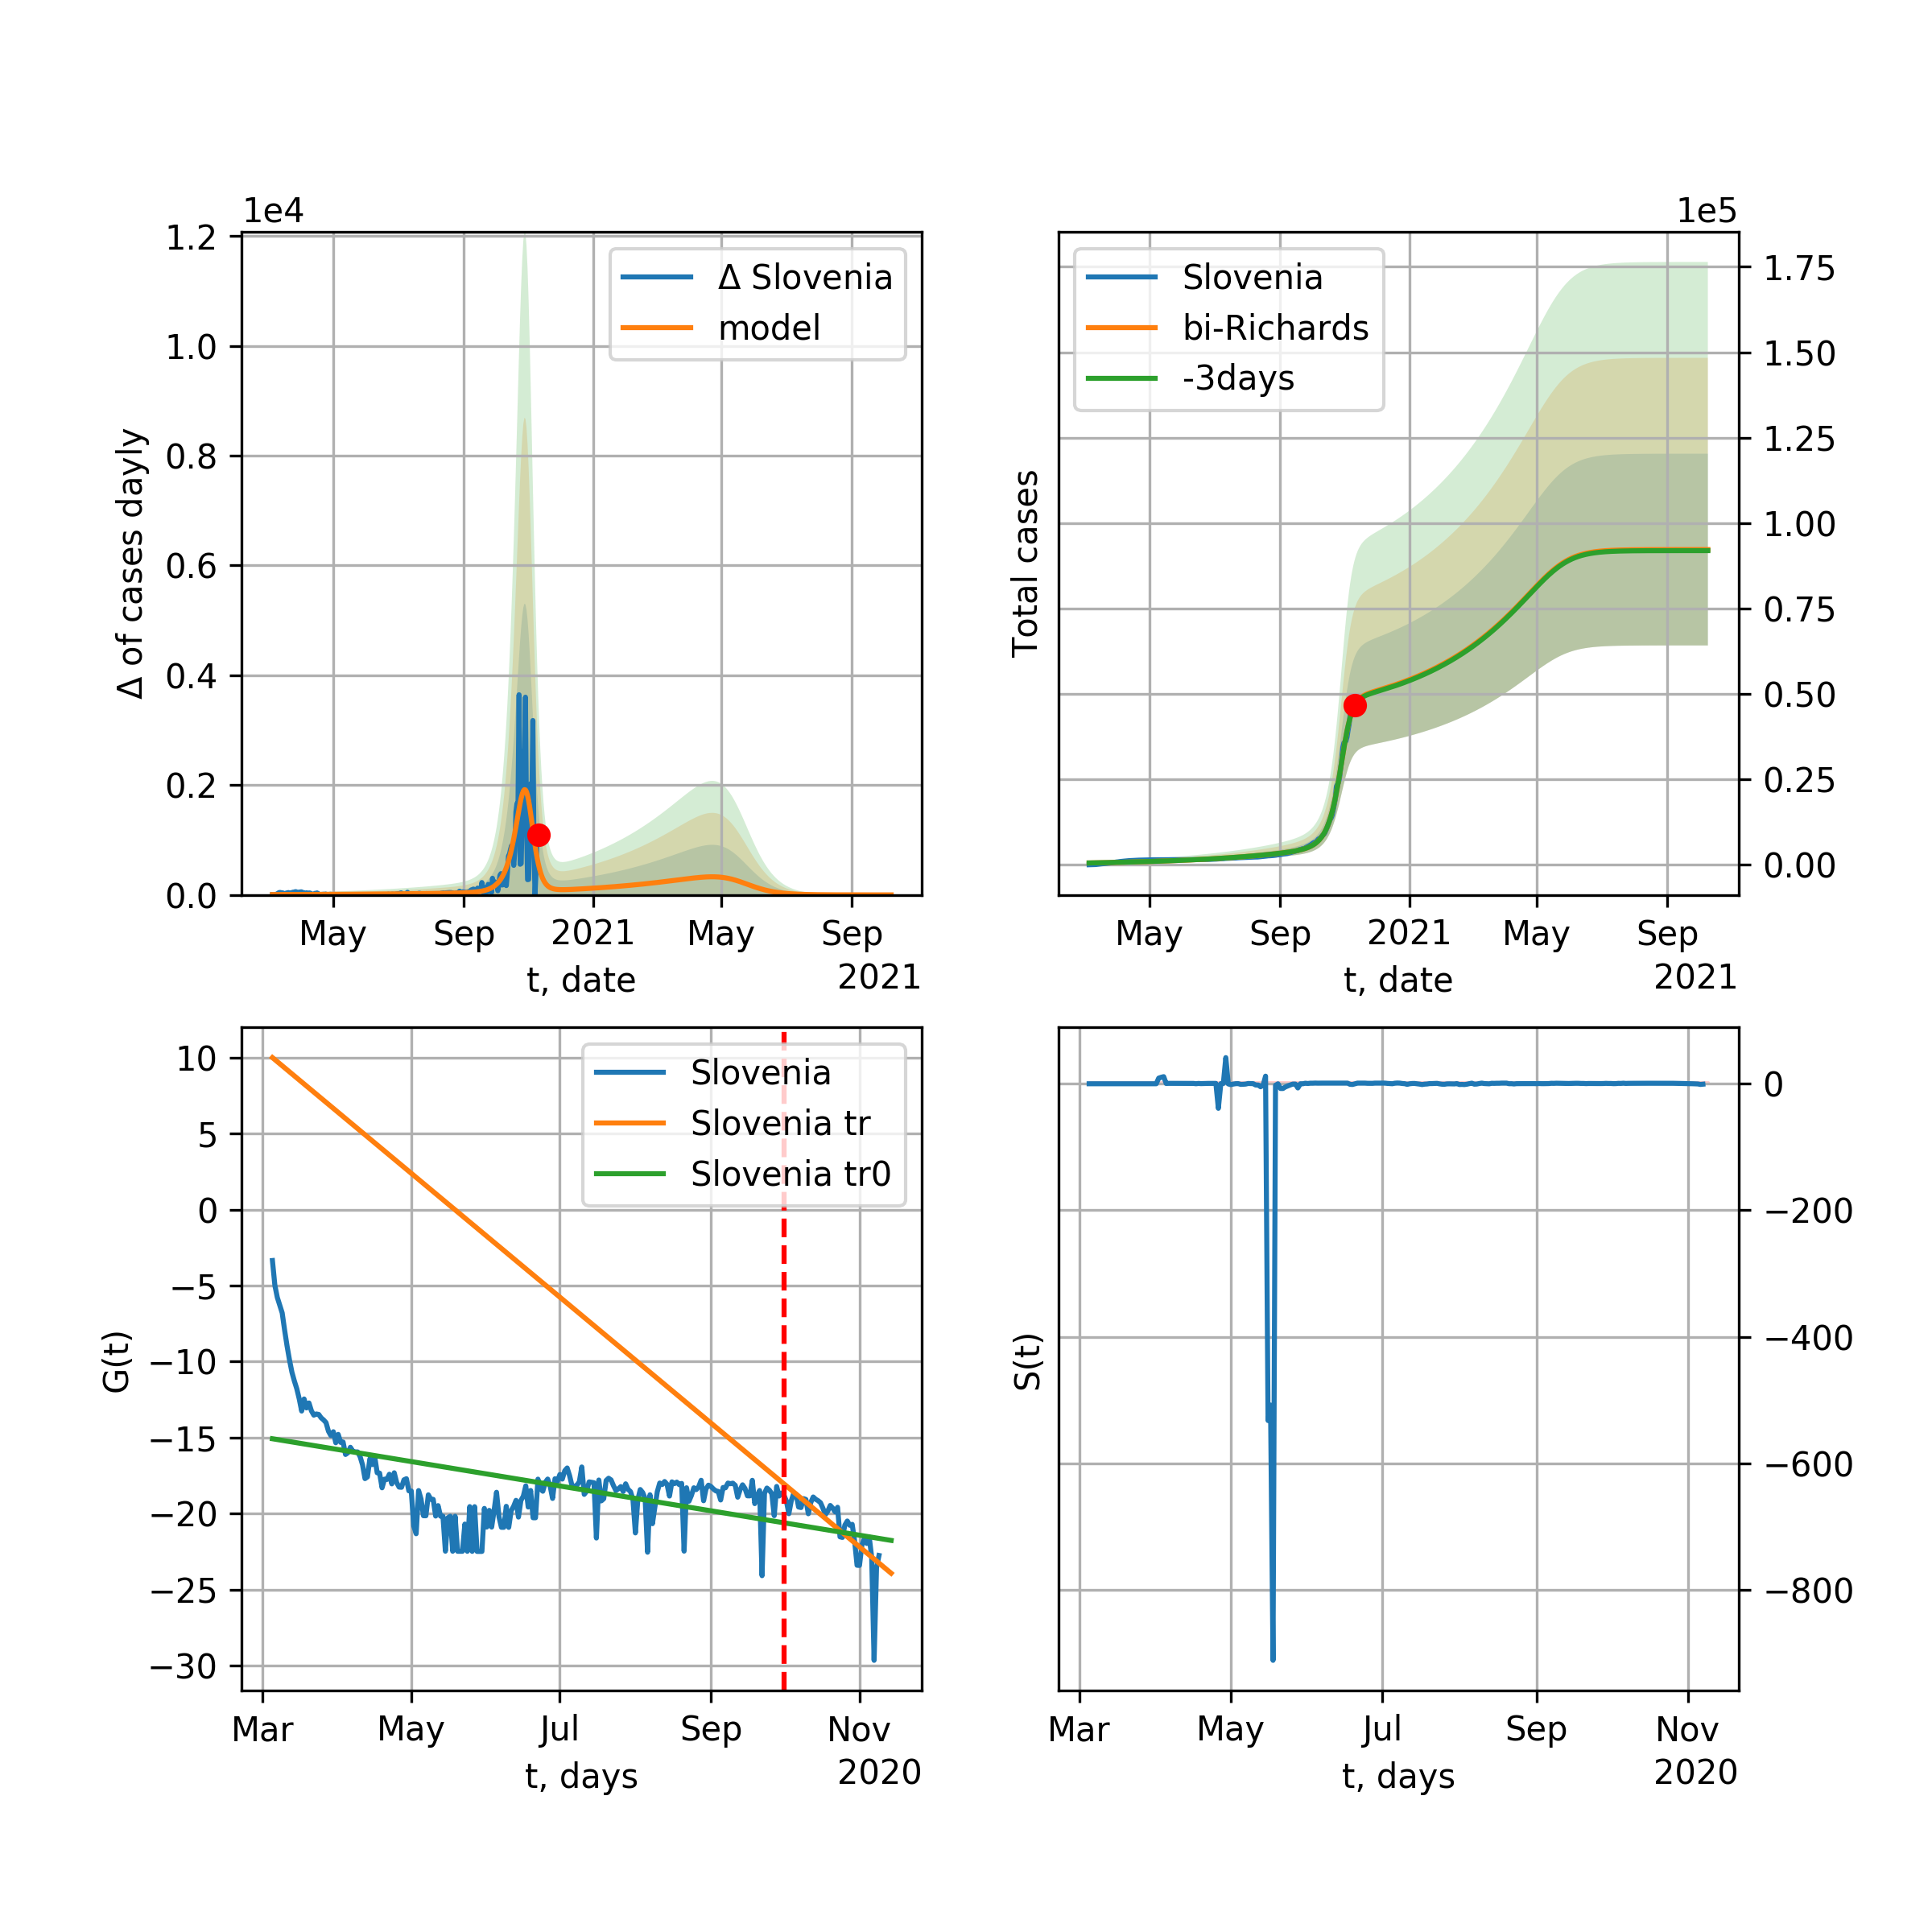 1e4
1.2
1.0
0.8
0.6
0.4
0.2
0.0
Δ of cases dayly
Δ Slovenia
model
May Sep 2021 May Sep
t, date 2021
1e5
Slovenia
bi-Richards
-3days
Total cases
1.75
1.50
1.25
1.00
0.75
0.50
0.25
0.00
May Sep 2021 May Sep
t, date 2021
10
5
0
−5
−10
−15
−20
−25
−30
G(t)
Slovenia
Slovenia tr
Slovenia tr0
Mar May Jul Sep Nov
t, days 2020
S(t)
0
−200
−400
−600
−800
Mar May Jul Sep Nov
t, days 2020